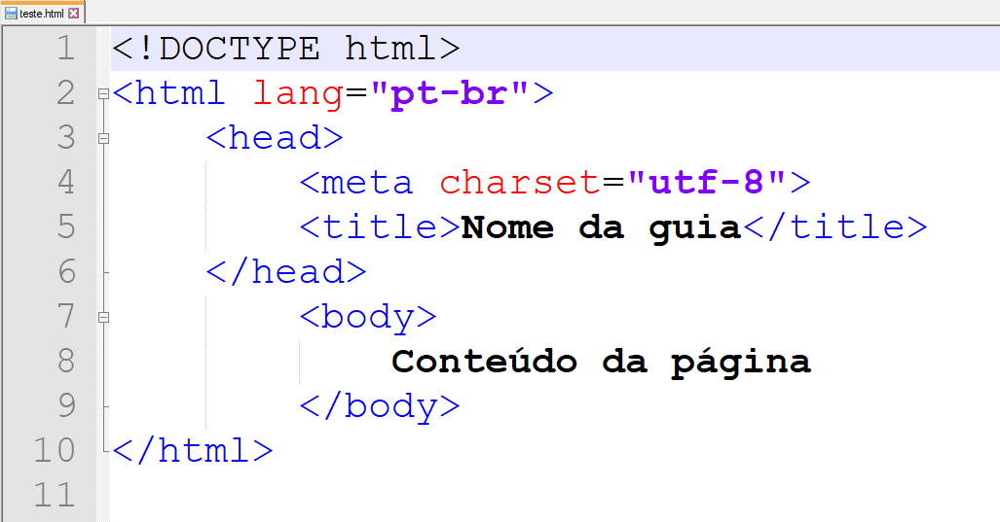 teste.html
1 <!DOCTYPE html>
2 <html lang="pt-br">
3 <head>
4 <meta charset="utf-8">
5 <title>Nome da guia</title>
6 </head>
7 <body>
8 Conteúdo da página
9 </body>
10 </html>
11